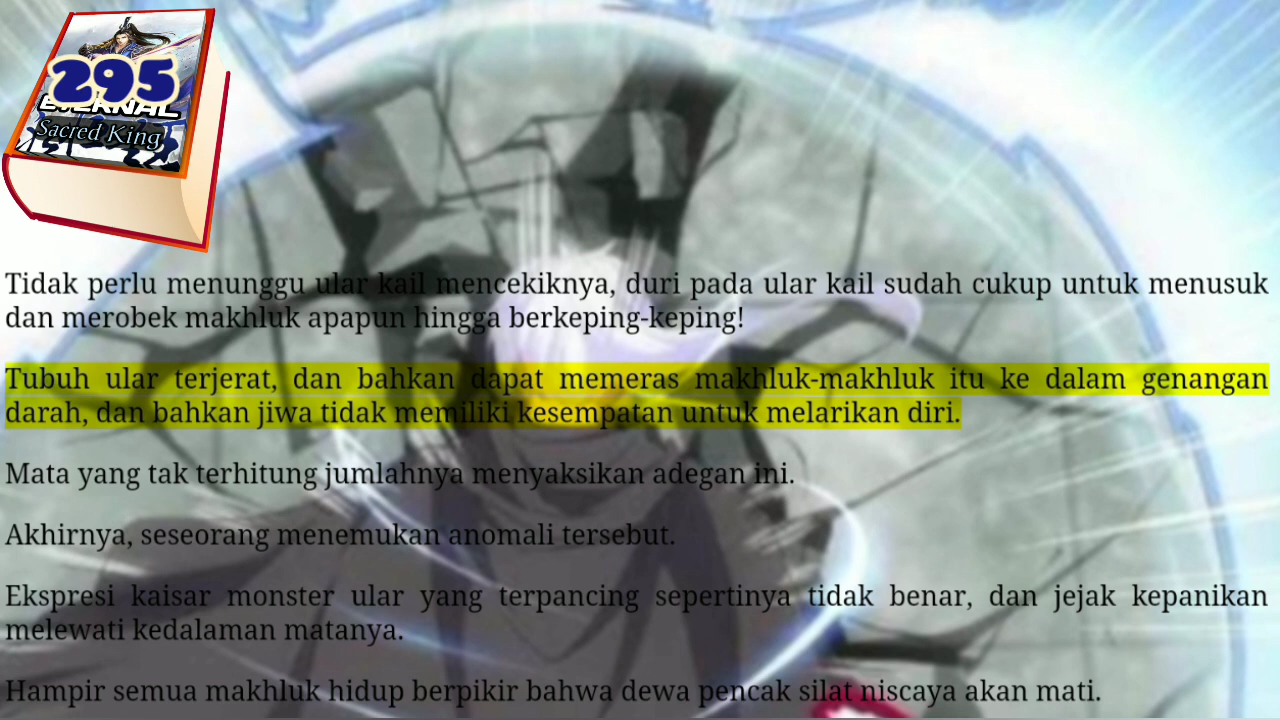 295
ETERNAL
Sacred King
Tidak perlu menunggu ular kail mencekiknya, duri pada ular kail sudah cukup untuk menusuk
dan merobek makhluk apapun hingga berkeping-keping!
Tubuh ular terjerat, dan bahkan dapat memeras makhluk-makhluk itu ke dalam genangan
darah, dan bahkan jiwa tidak memiliki kesempatan untuk melarikan diri.
Mata yang tak terhitung jumlahnya menyaksikan adegan ini.
Akhirnya, seseorang menemukan anomali tersebut.
Ekspresi kaisar monster ular yang terpancing sepertinya tidak benar, dan jejak kepanikan
melewati kedalaman matanya.
Hampir semua makhluk hidup berpikir bahwa dewa pencak silat niscaya akan mati.